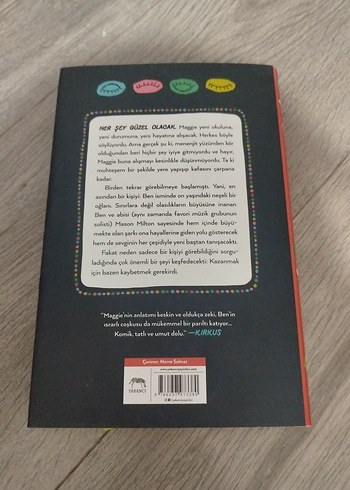 HER ŞEY GÜZEL OLACAK. Maggie yeni okuluna,
yeni durumuna, yeni hayatına alışacak. Herkes böyle
söylüyordu. Ama gerçek şu ki, menenjit yüzünden kör
olduğundan beri hiçbir şey iyiye gitmiyordu ve hayır,
Maggie buna alışmayı kesinlikle düşünmüyordu. Ta ki
muhteşem bir şekilde yere yapışıp kafasını çarpana
kadar.
Birden tekrar görebilmeye başlamıştı. Yani, en
azından bir kişiyi! Ben isminde on yaşındaki neşeli bir
oğlanı. Sınırlara değil olasılıkların büyüsüne inanan
Ben ve abisi (aynı zamanda favori müzik grubunun
solisti) Mason Milton sayesinde hem içinde büyüt-
mekte olan şarkı ona hayallerine giden yolu gösterecek
hem de sevginin her çeşidiyle yeni baştan tanışacaktı.
Fakat neden sadece bir kişiyi görebildiğini sorgu-
ladığında çok önemli bir şeyi keşfedecekti: Kazanmak
için bazen kaybetmek gerekirdi.
"Maggie'nin anlatımı keskin ve oldukça zeki, Ben'in
ısrarlı coşkusu da mükemmel bir parıltı katıyor...
Komik, tatlı ve umut dolu." —KIRKUS
Çeviren: Merve Solmaz
YABANCI